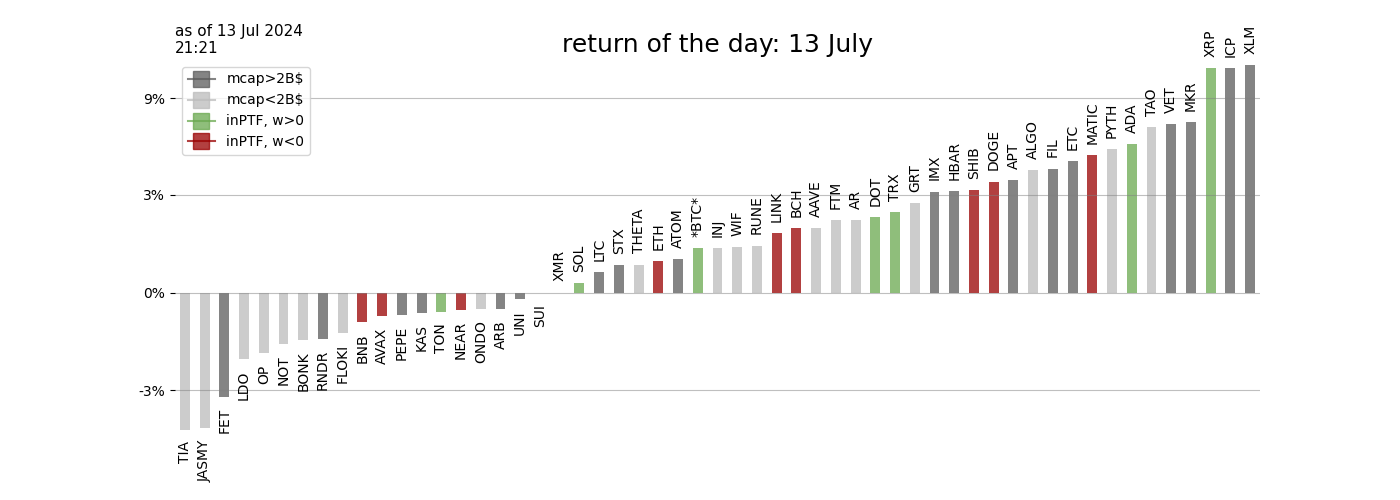 as of 13 Jul 2024
21:21
return of the day: 13 July
mcap>2B$
mcap<2B$
inPTF, w>0
inPTF, w<0
9%
3%
0%
-3%
TIA
JASMY
FET
LDO
OP
NOT
BONK
RNDR
FLOKI
BNB
AVAX
PEPE
KAS
TON
NEAR
ONDO
ARB
UNI
SUI
XMR
SOL
LTC
STX
THETA
ETH
ATOM
*BTC*
INJ
WIF
RUNE
LINK
BCH
AAVE
FTM
AR
DOT
TRX
GRT
IMX
HBAR
SHIB
DOGE
APT
ALGO
FIL
ETC
MATIC
PYTH
ADA
TAO
VET
MKR
XRP
ICP
XLM